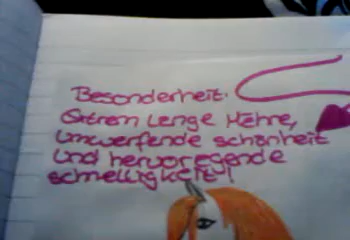 Besonderheit:
Extrem Lenge Mähne,
umwerfende schönheit
und hervoregende
schnelligkeit!